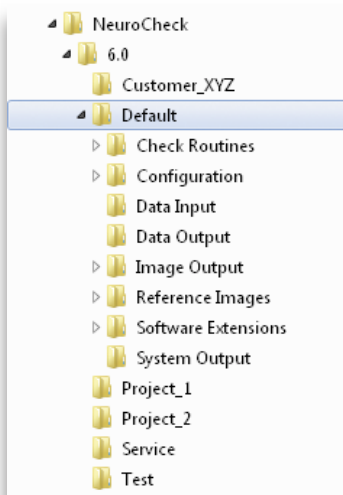 NeuroCheck
6.0
Customer_XYZ
Default
Check Routines
Configuration
Data Input
Data Output
Image Output
Reference Images
Software Extensions
System Output
Project_1
Project_2
Service
Test